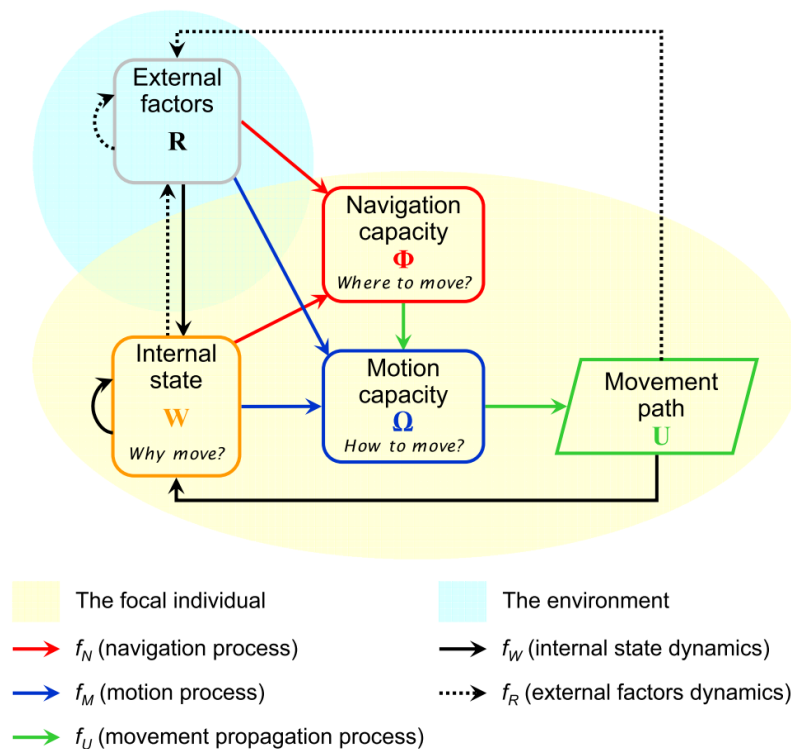 External
factors
R
Navigation
capacity
Φ
Where to move?
Internal
state
W
Why move?
Motion
capacity
Ω
How to move?
Movement
path
U
The focal individual
The environment
f_N (navigation process)
f_W (internal state dynamics)
f_M (motion process)
f_R (external factors dynamics)
f_U (movement propagation process)